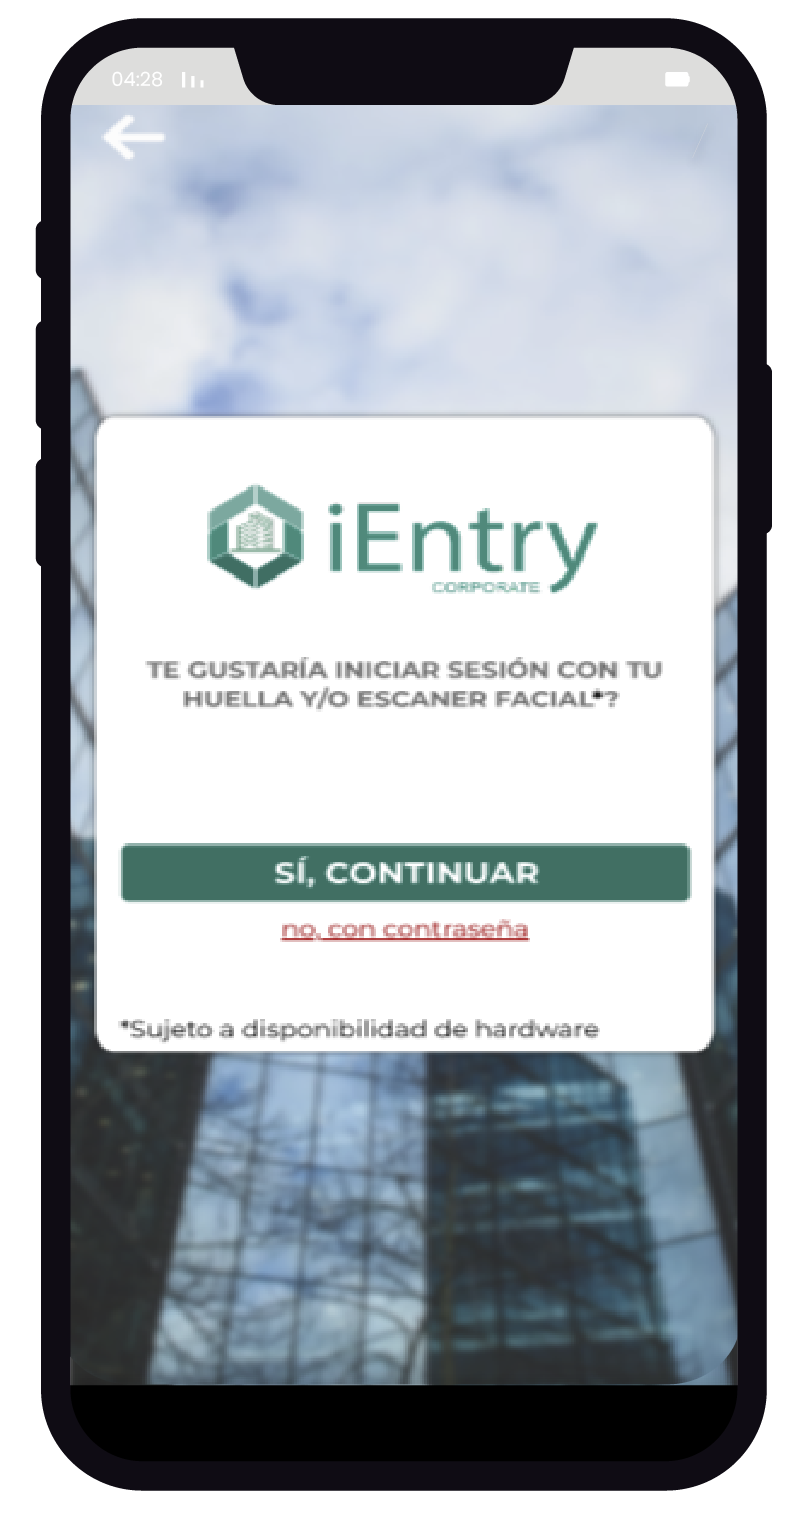 04:28
iEntry
CORPORATE
TE GUSTARÍA INICIAR SESIÓN CON TU
HUELLA Y/O ESCANER FACIAL*?
SÍ, CONTINUAR
no, con contraseña
*Sujeto a disponibilidad de hardware